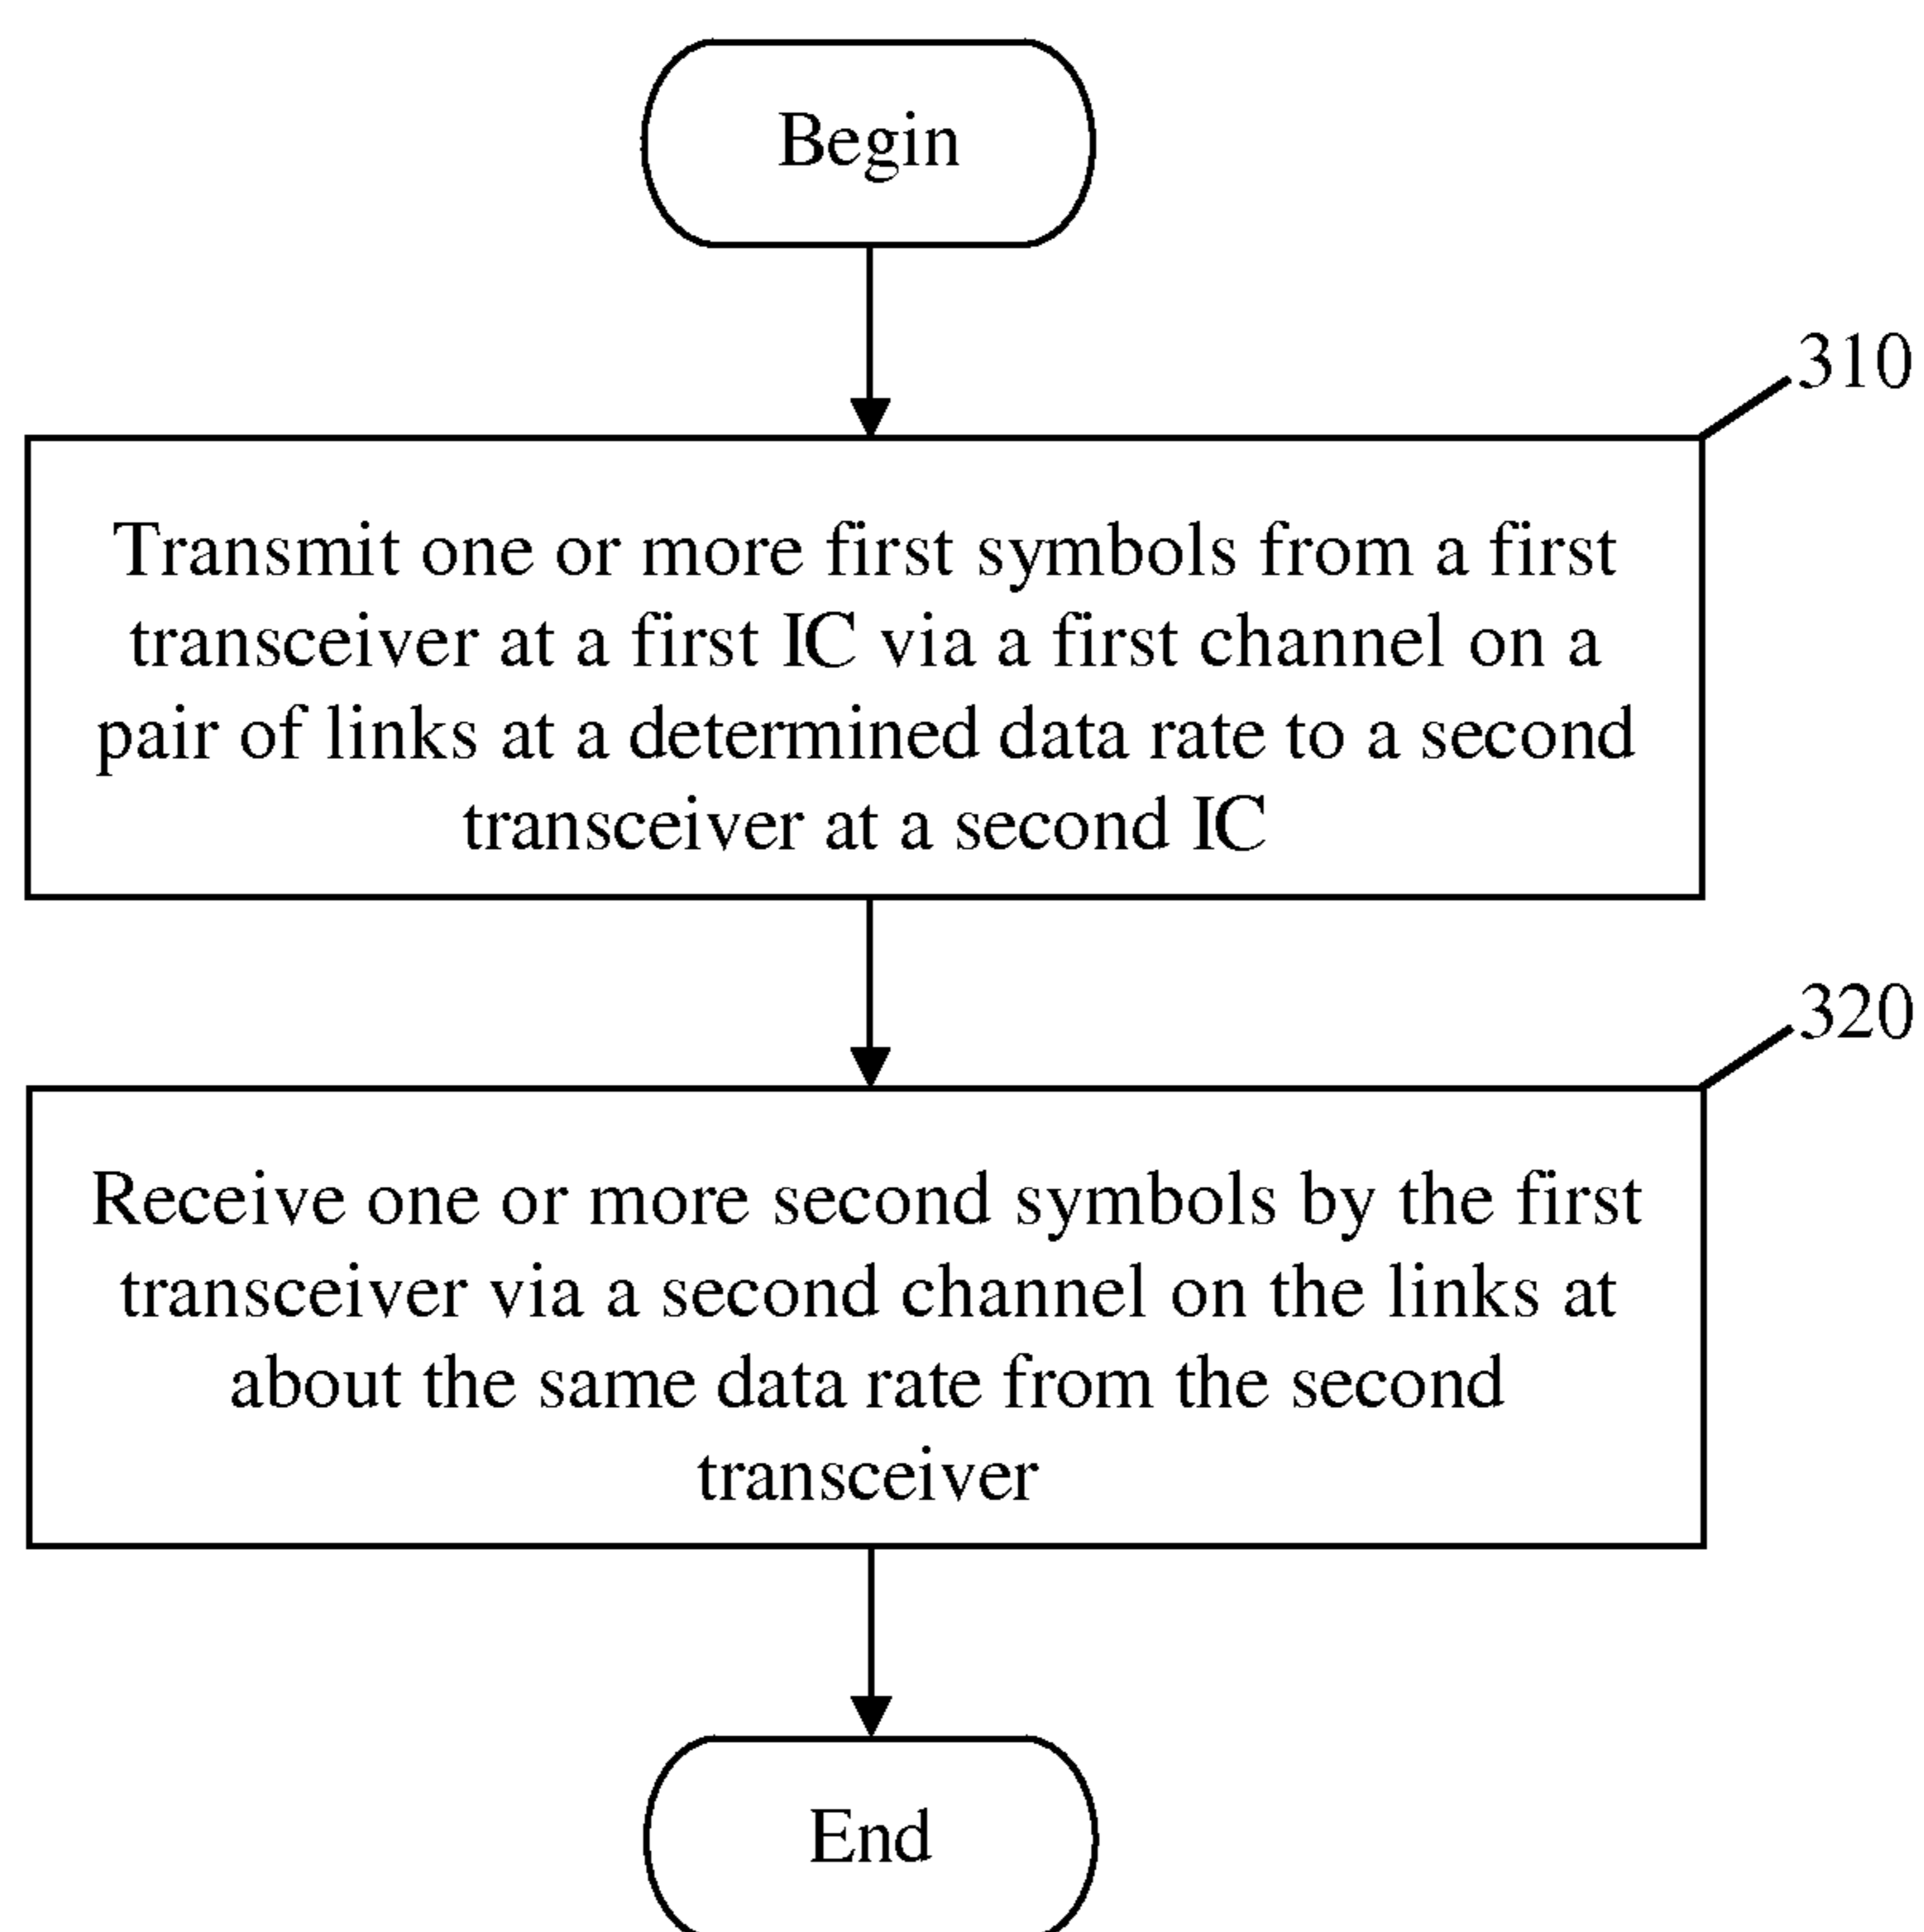 Begin
310
Transmit one or more first symbols from a first
transceiver at a first IC via a first channel on a
pair of links at a determined data rate to a second
transceiver at a second IC
320
Receive one or more second symbols by the first
transceiver via a second channel on the links at
about the same data rate from the second
transceiver
End